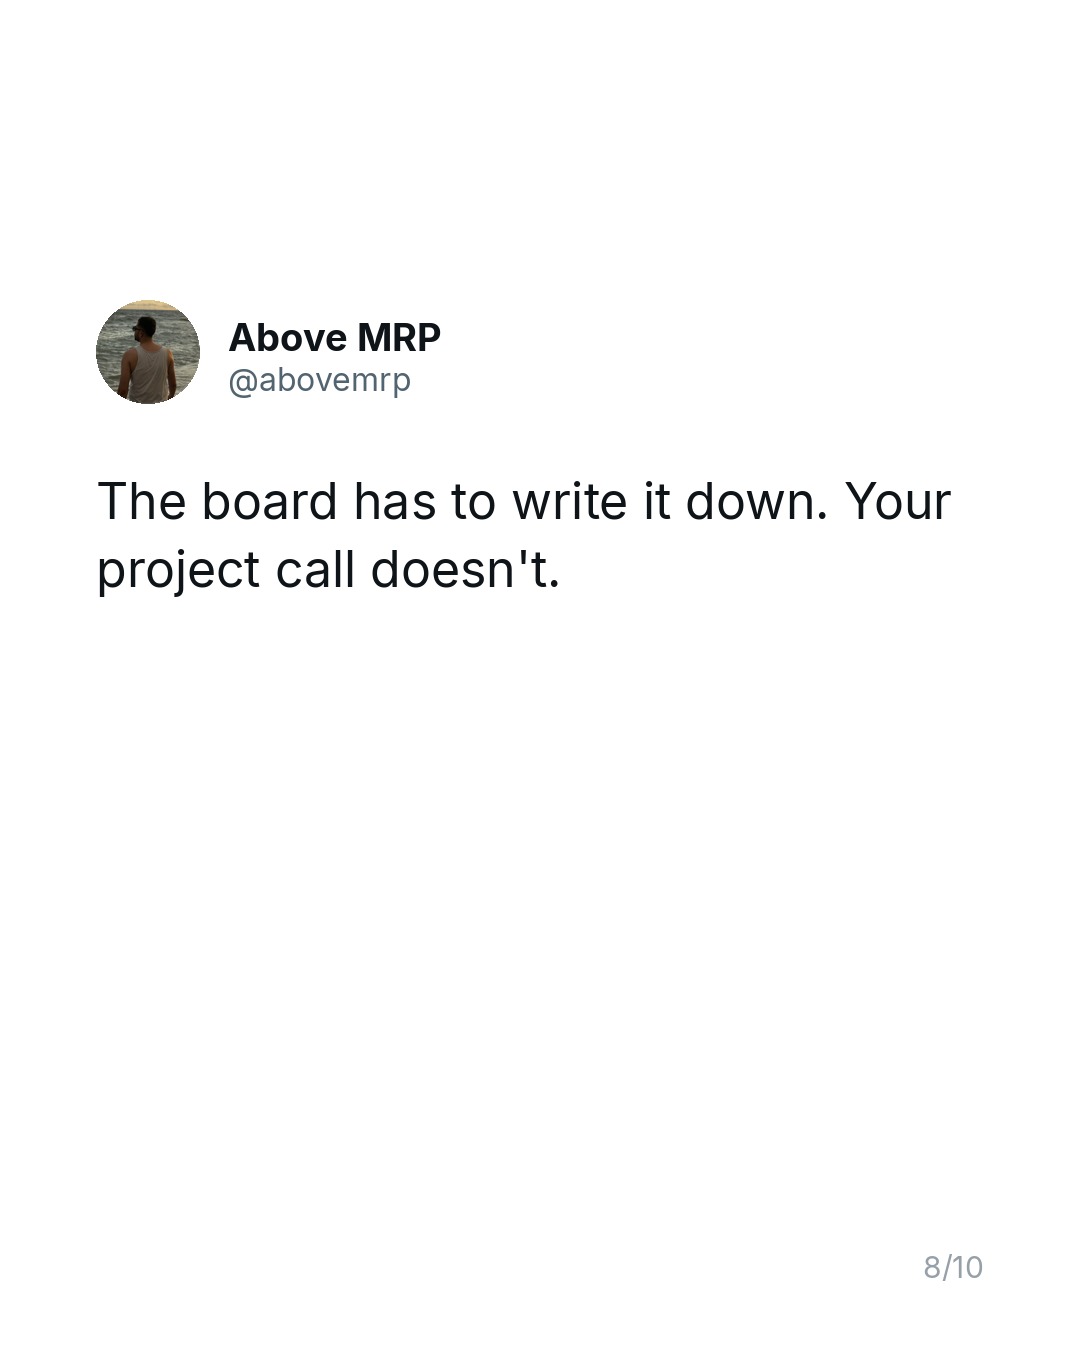 Above MRP
@abovemrp
The board has to write it down. Your
project call doesn't.
8/10